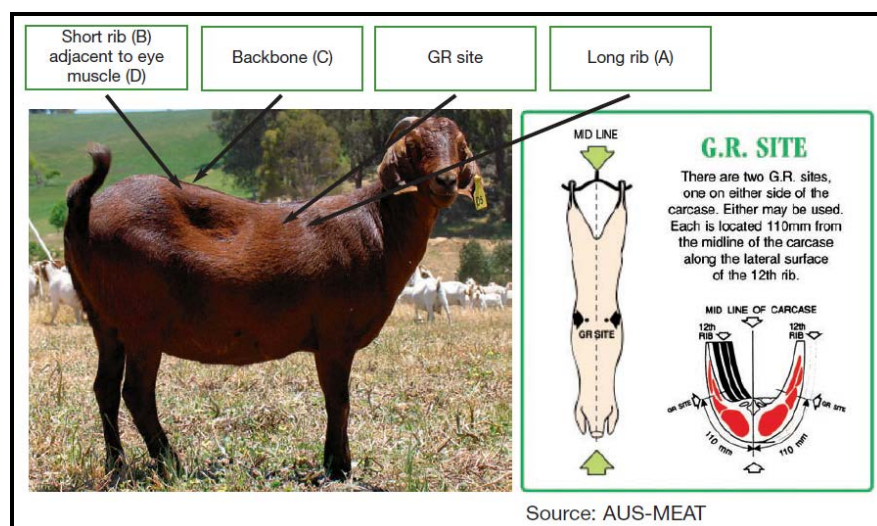 Short rib (B)
adjacent to eye
muscle (D)
Backbone (C)
GR site
Long rib (A)
MID LINE
G.R. SITE
There are two G.R. sites,
one on either side of the
carcase. Either may be used.
Each is located 110mm from
the midline of the carcase
along the lateral surface
of the 12th rib.
GR SITE
MID LINE OF CARCASE
12th
RIB
12th
RIB
GR SITE
GR SITE
110 mm
110 mm
Source: AUS-MEAT